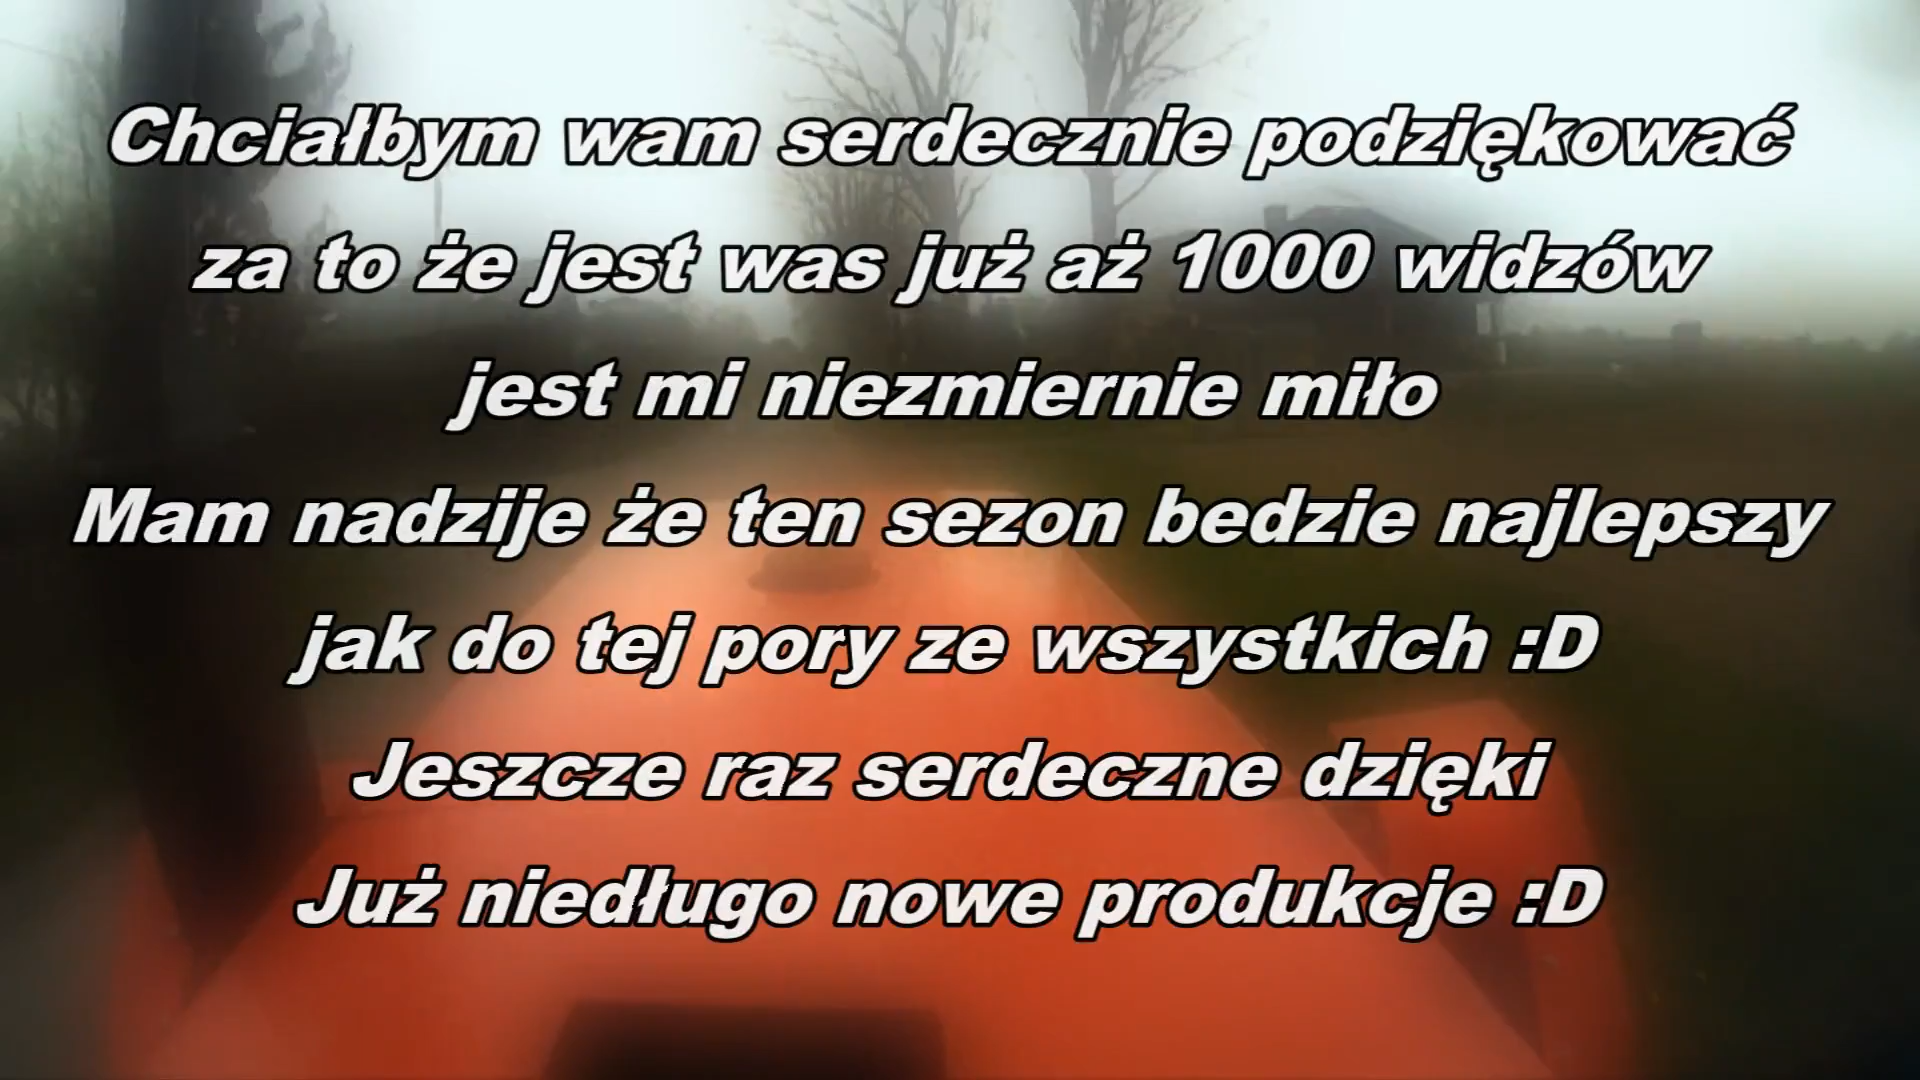 Chciałbym wam serdecznie podziękować
za to że jest was już aż 1000 widzów
jest mi niezmiernie miło
Mam nadzije że ten sezon bedzie najlepszy
jak do tej pory ze wszystkich :D
Jeszcze raz serdeczne dzięki
Już niedługo nowe produkcje :D